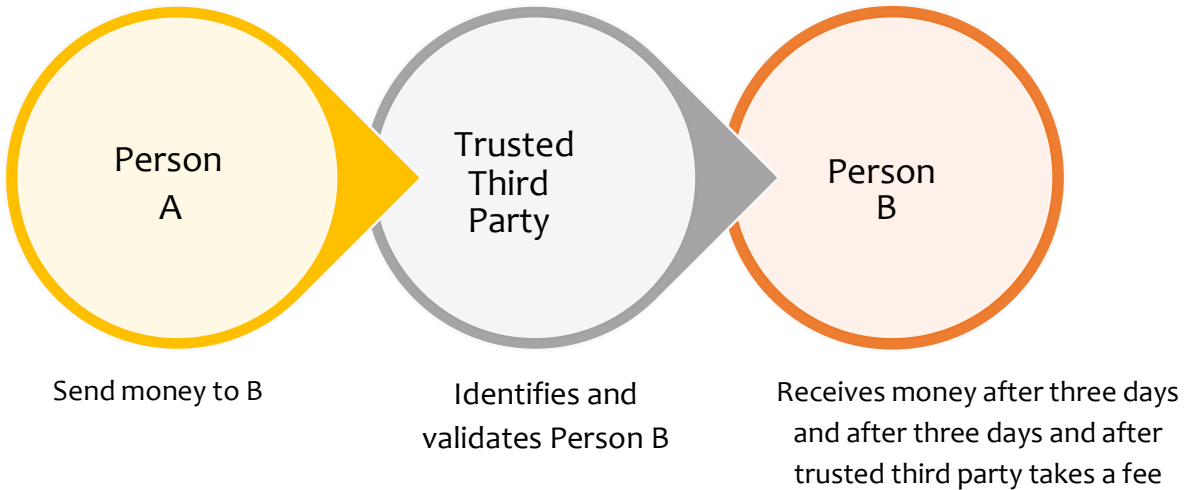 Person
A
Trusted
Third
Party
Person
B
Send money to B
Identifies and
validates Person B
Receives money after three days
and after three days and after
trusted third party takes a fee